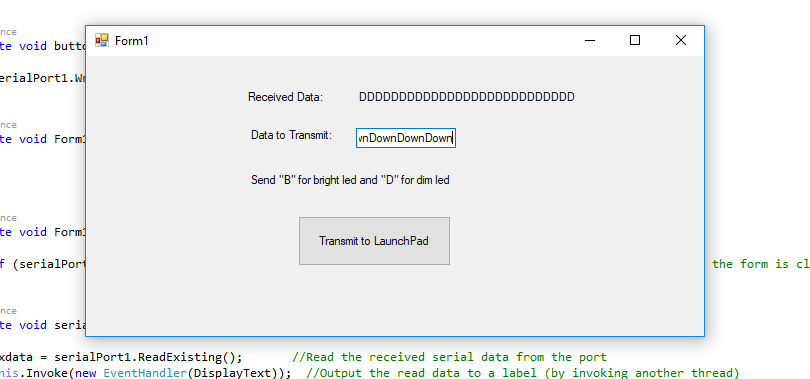 Form1
nce
te void butto
erialPort1.Wr
nce
te void Form1
nce
te void Form1
f (serialPort
the form is cl
nce
te void seria
xdata = serialPort1.ReadExisting(); //Read the received serial data from the port
his.Invoke(new EventHandler(DisplayText)); //Output the read data to a label (by invoking another thread)
Received Data: DDDDDDDDDDDDDDDDDDDDDDDDDDD
Data to Transmit: wnDownDownDown
Send "B" for bright led and "D" for dim led
Transmit to LaunchPad